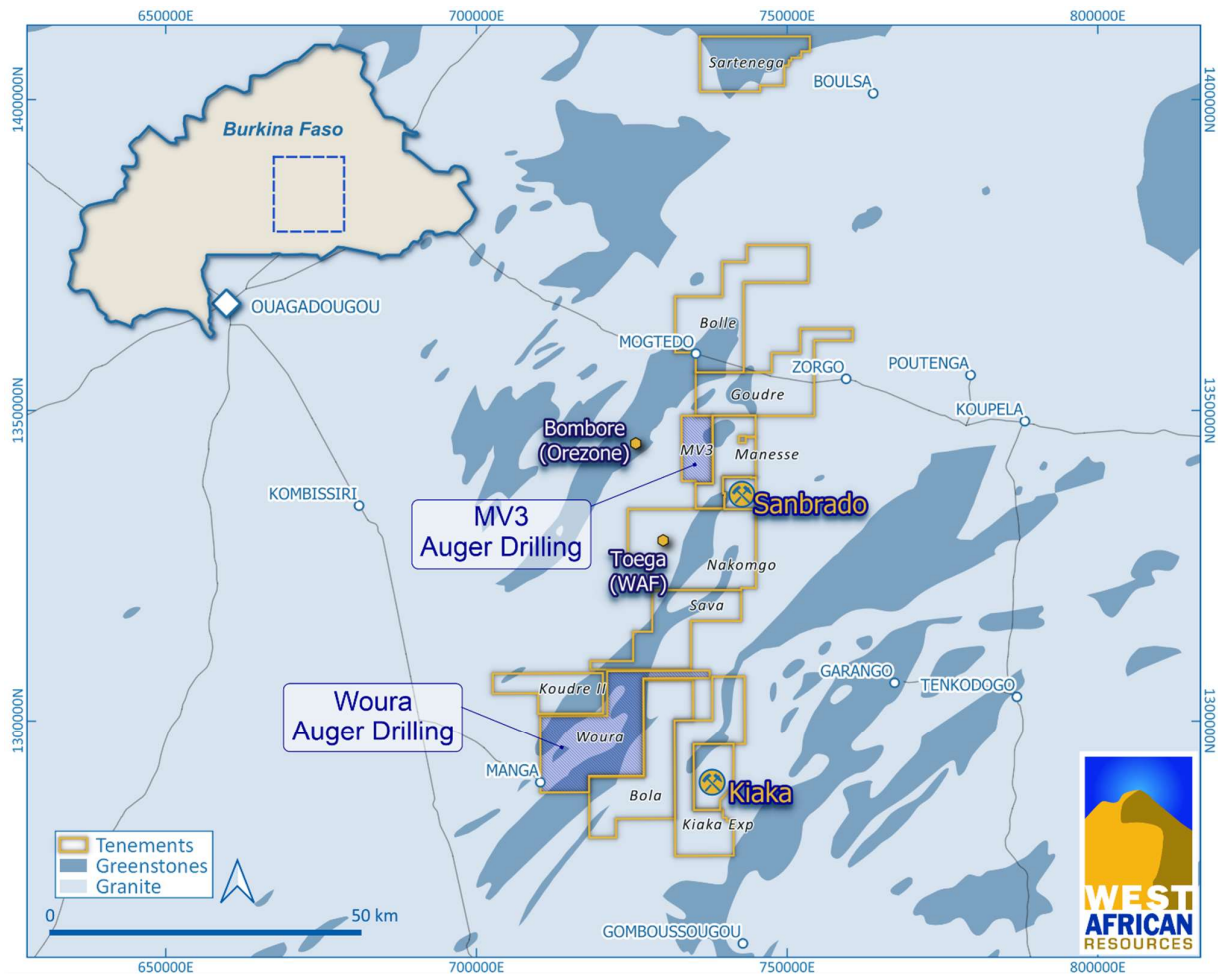 650000E
700000E
750000E
800000E
1400000N
1400000N
Sartenega
BOULSA
Burkina Faso
OUAGADOUGOU
Bolle
MOGTEDO
ZORGO
POUTENGA
Goudre
KOUPELA
1350000N
1350000N
Bombore
(Orezone)
MV3
Manesse
KOMBISSIRI
Sanbrado
MV3
Auger Drilling
Toega
(WAF)
Nakomgo
Sava
GARANGO
TENKODOGO
Koudre II
Woura
Auger Drilling
Woura
1300000N
1300000N
MANGA
Bola
Kiaka
Kiaka Exp
Tenements
Greenstones
Granite
0
50 km
GOMBOUSSOUGOU
WEST
AFRICAN
RESOURCES
650000E
700000E
750000E
800000E